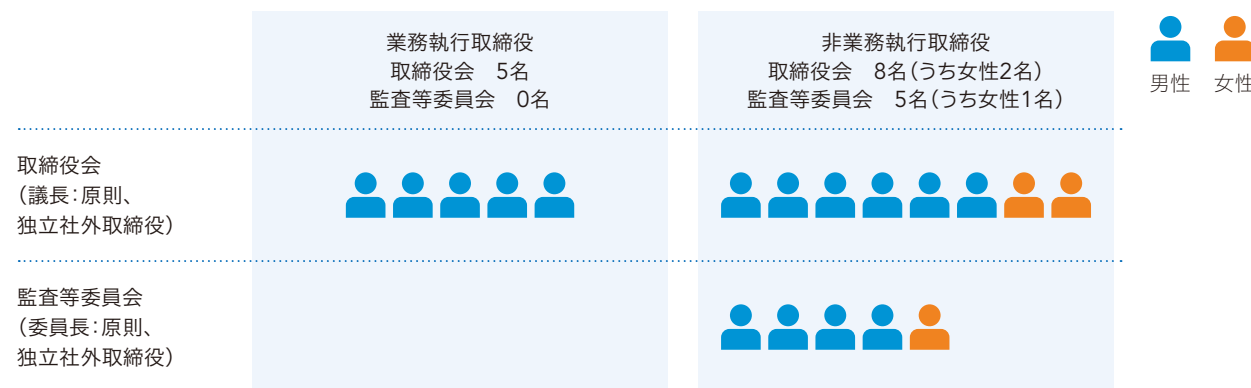 業務執行取締役
取締役会　5名
監査等委員会　0名
非業務執行取締役
取締役会　8名（うち女性2名）
監査等委員会　5名（うち女性1名）
男性
女性
取締役会
（議長：原則、
独立社外取締役）
監査等委員会
（委員長：原則、
独立社外取締役）